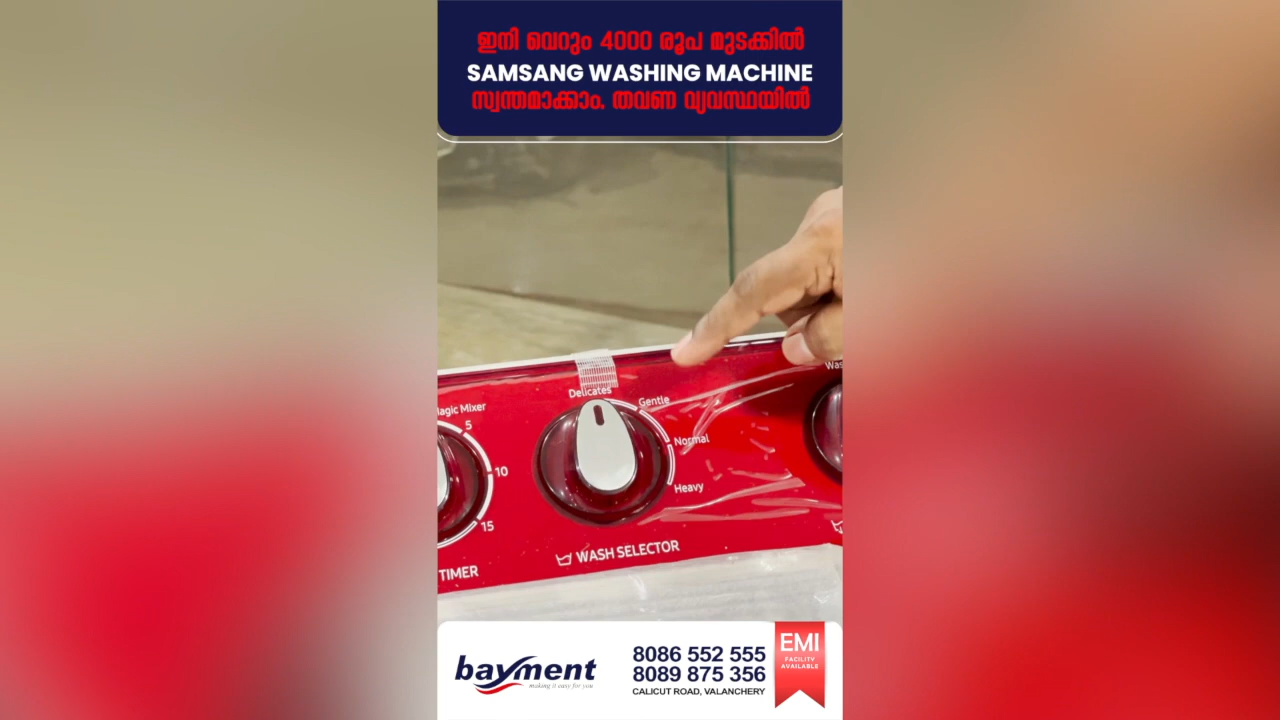 ഇനി വെറും 4000 രൂപ മുടക്കിൽ
SAMSANG WASHING MACHINE
സ്വന്തമാക്കാം. തവണ വ്യവസ്ഥയിൽ
Magic Mixer
5
10
15
TIMER
Delicates
Gentle
Normal
Heavy
WASH SELECTOR
bayment
making it easy for you
8086 552 555
8089 875 356
CALICUT ROAD, VALANCHERY
EMI
FACILITY
AVAILABLE